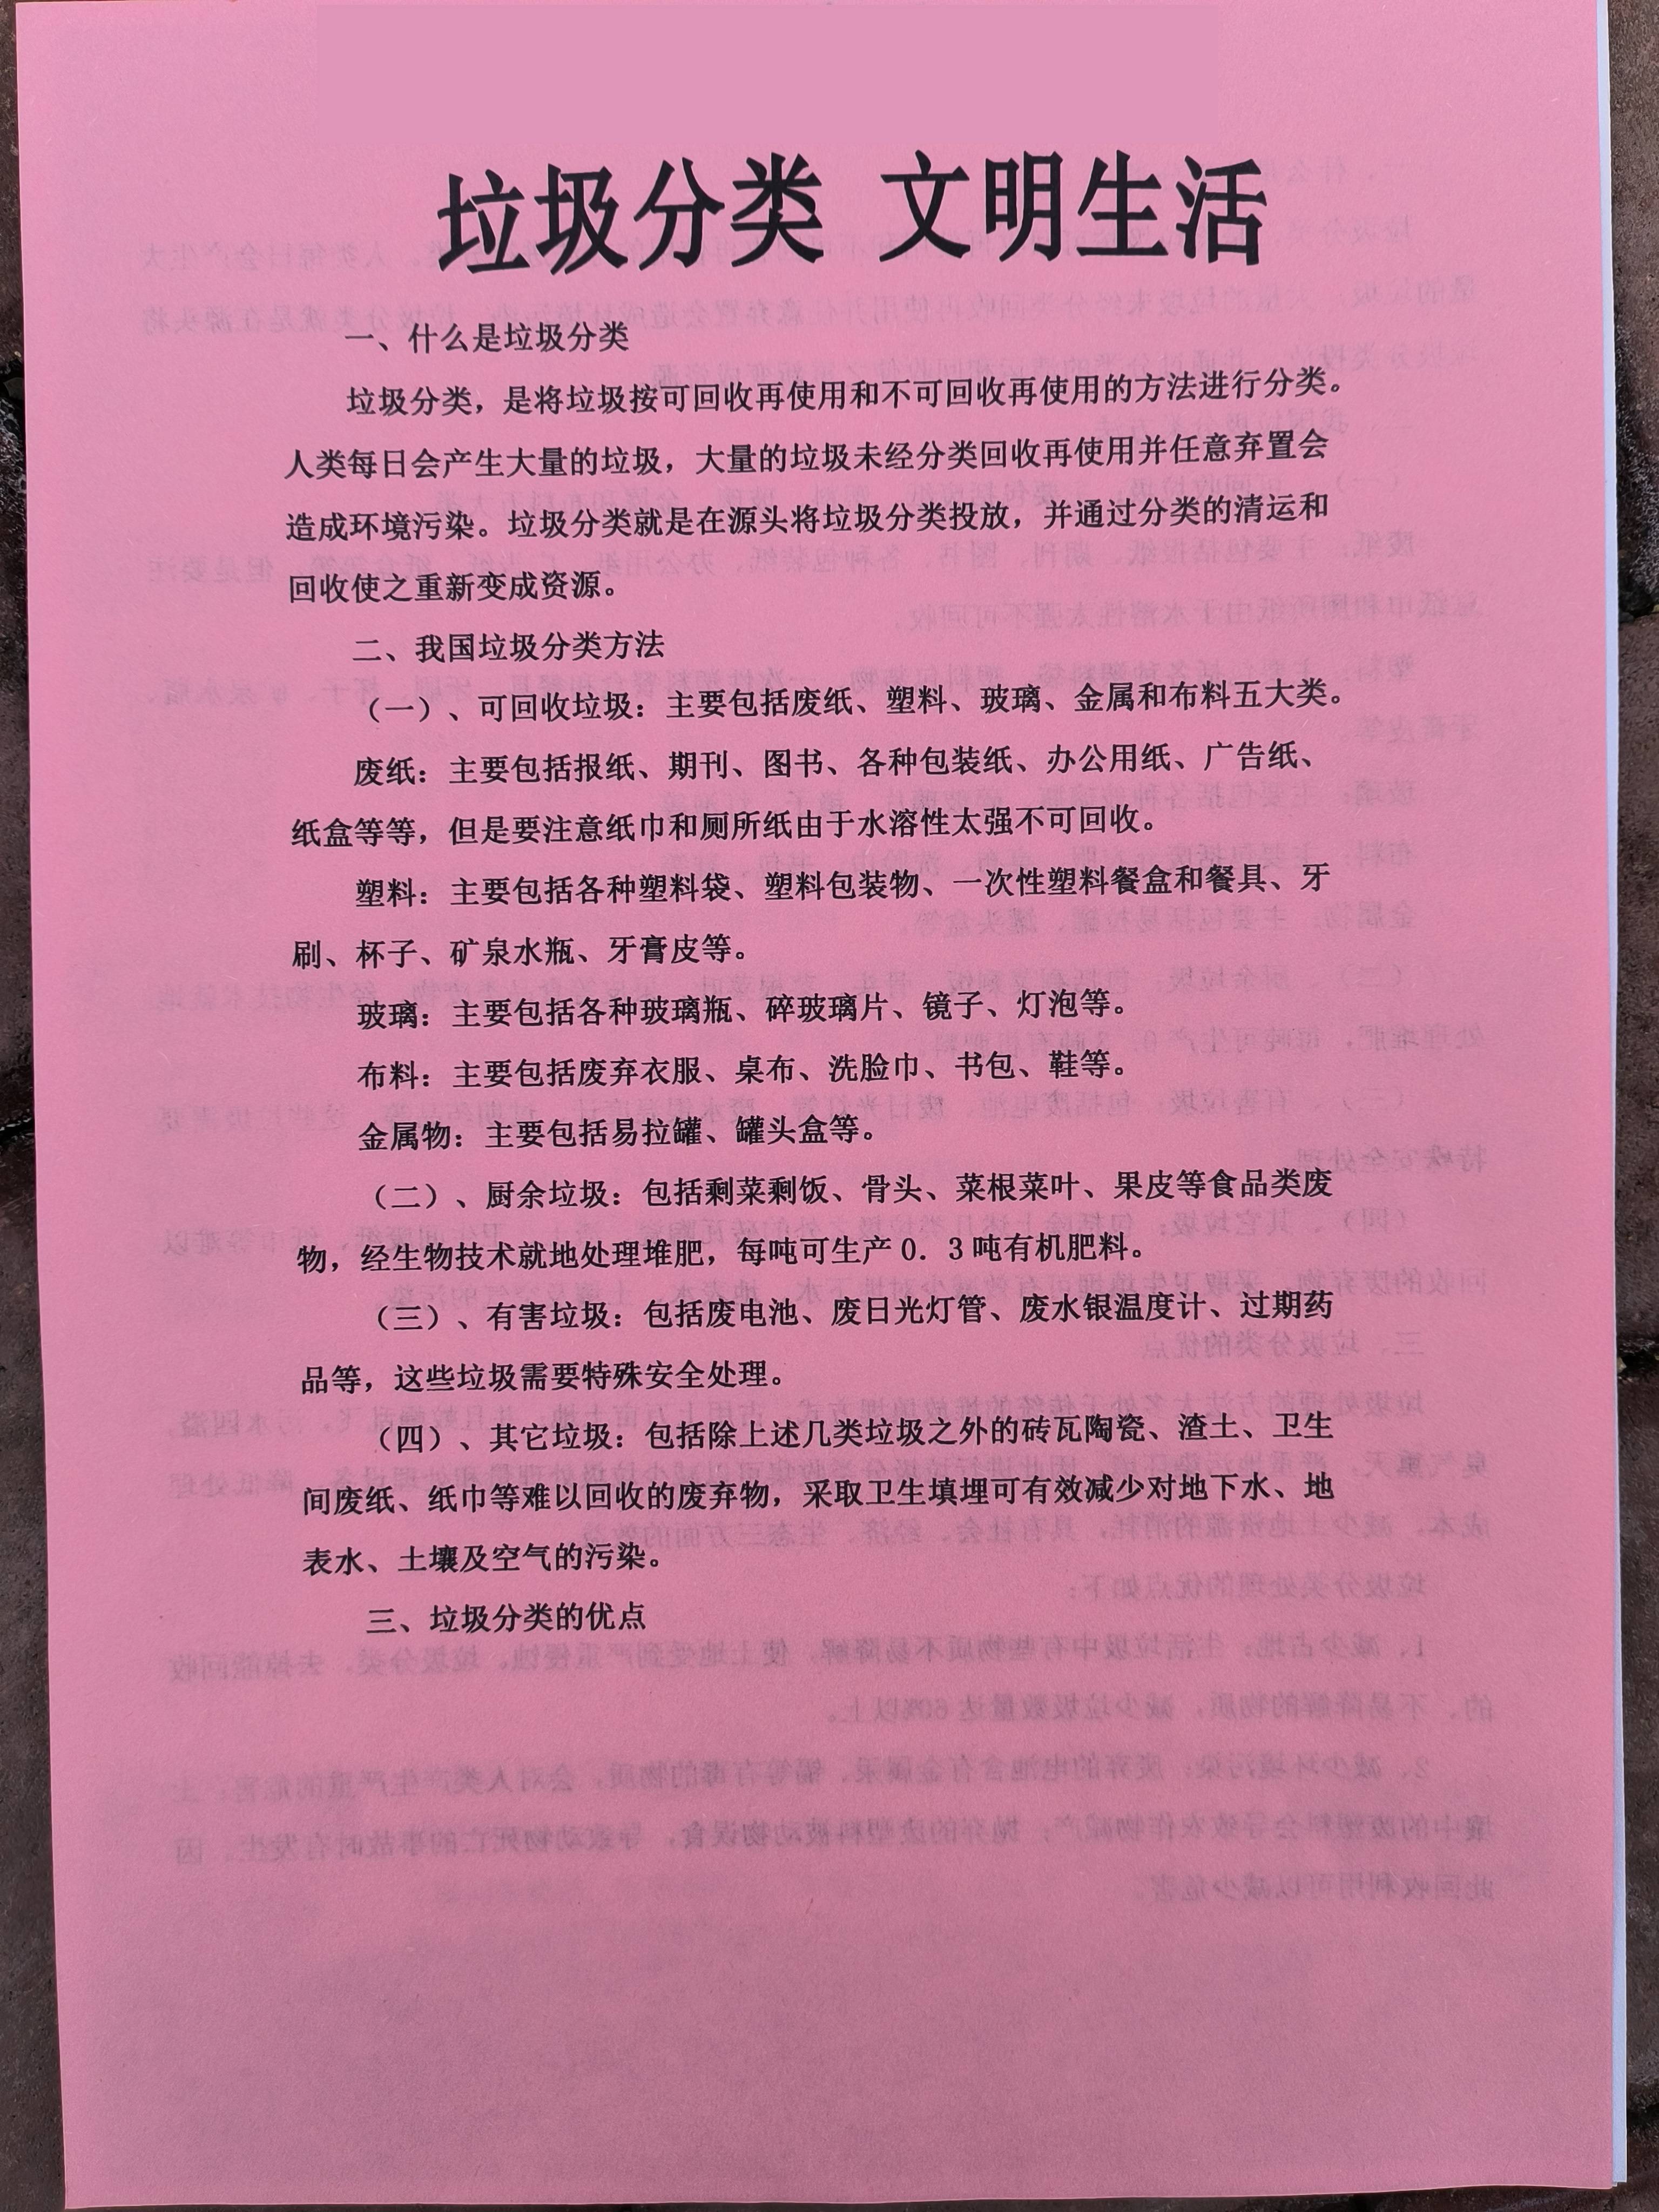 垃圾分类 文明生活
一、什么是垃圾分类
垃圾分类，是将垃圾按可回收再使用和不可回收再使用的方法进行分类。
人类每日会产生大量的垃圾，大量的垃圾未经分类回收再使用并任意弃置会
造成环境污染。垃圾分类就是在源头将垃圾分类投放，并通过分类的清运和
回收使之重新变成资源。
二、我国垃圾分类方法
（一）、可回收垃圾：主要包括废纸、塑料、玻璃、金属和布料五大类。
废纸：主要包括报纸、期刊、图书、各种包装纸、办公用纸、广告纸、
纸盒等等，但是要注意纸巾和厕所纸由于水溶性太强不可回收。
塑料：主要包括各种塑料袋、塑料包装物、一次性塑料餐盒和餐具、牙
刷、杯子、矿泉水瓶、牙膏皮等。
玻璃：主要包括各种玻璃瓶、碎玻璃片、镜子、灯泡等。
布料：主要包括废弃衣服、桌布、洗脸巾、书包、鞋等。
金属物：主要包括易拉罐、罐头盒等。
（二）、厨余垃圾：包括剩菜剩饭、骨头、菜根菜叶、果皮等食品类废
物，经生物技术就地处理堆肥，每吨可生产 0．3 吨有机肥料。
（三）、有害垃圾：包括废电池、废日光灯管、废水银温度计、过期药
品等，这些垃圾需要特殊安全处理。
（四）、其它垃圾：包括除上述几类垃圾之外的砖瓦陶瓷、渣土、卫生
间废纸、纸巾等难以回收的废弃物，采取卫生填埋可有效减少对地下水、地
表水、土壤及空气的污染。
三、垃圾分类的优点